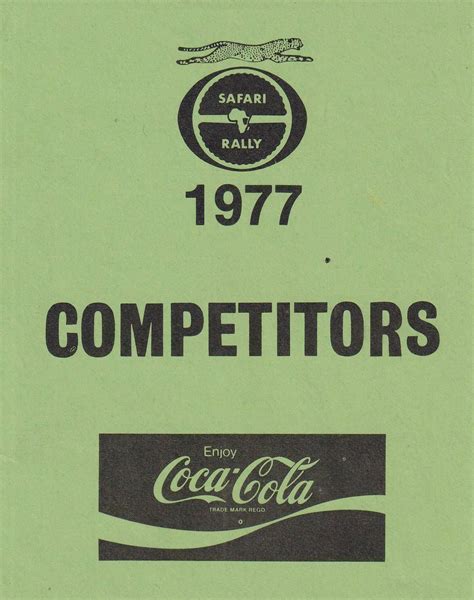 SAFARI
RALLY
1977
COMPETITORS
Enjoy
Coca-Cola
TRADE MARK REGD.